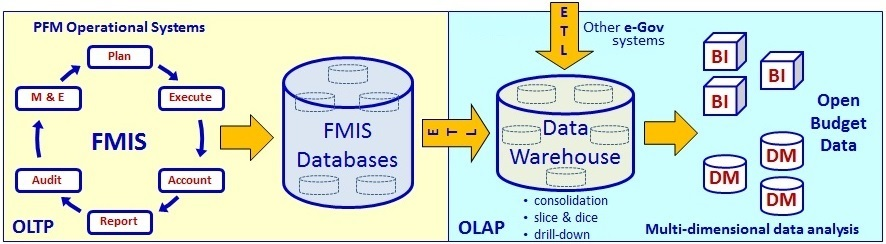 PFM Operational Systems
Plan
Execute
Account
Report
Audit
M & E
FMIS
OLTP
FMIS
Databases
E T L
E
T
L
Other e-Gov
systems
Data
Warehouse
• consolidation
• slice & dice
• drill-down
OLAP
BI
BI
BI
DM
DM
DM
Open
Budget
Data
Multi-dimensional data analysis